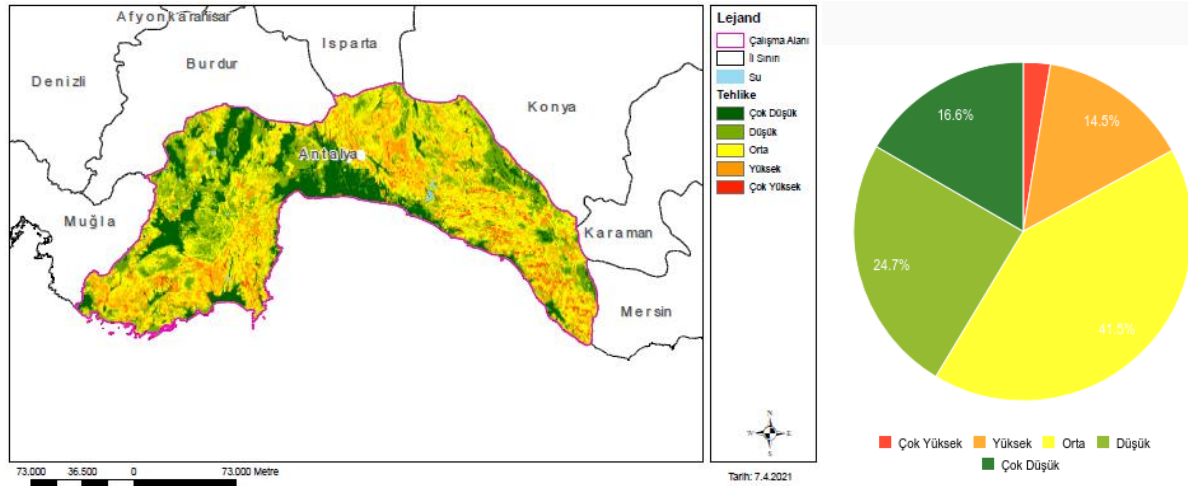 Afyonkarahisar
Isparta
Burdur
Denizli
Konya
Antalya
Muğla
Karaman
Mersin
73.000 36.500 0 73.000 Metre
Lejand
Çalışma Alanı
İl Sınırı
Su
Tehlike
Çok Düşük
Düşük
Orta
Yüksek
Çok Yüksek
N
W E
S
Tarih: 7.4.2021
16.6%
14.5%
24.7%
41.5%
Çok Yüksek Yüksek Orta Düşük
Çok Düşük